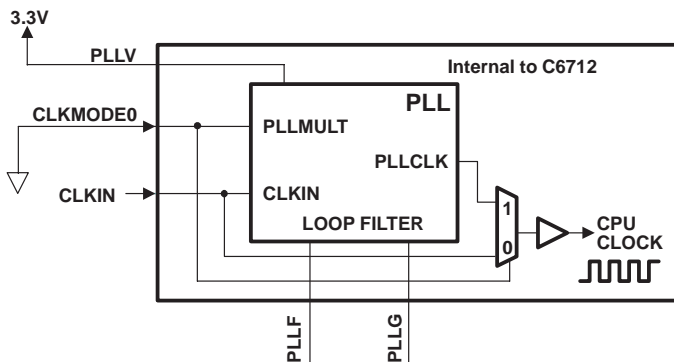 3.3V
PLLV
Internal to C6712
PLL
CLKMODE0
PLLMULT
PLLCLK
CLKIN
CLKIN
1
LOOP FILTER
0
CPU
CLOCK
PLLF
PLLG